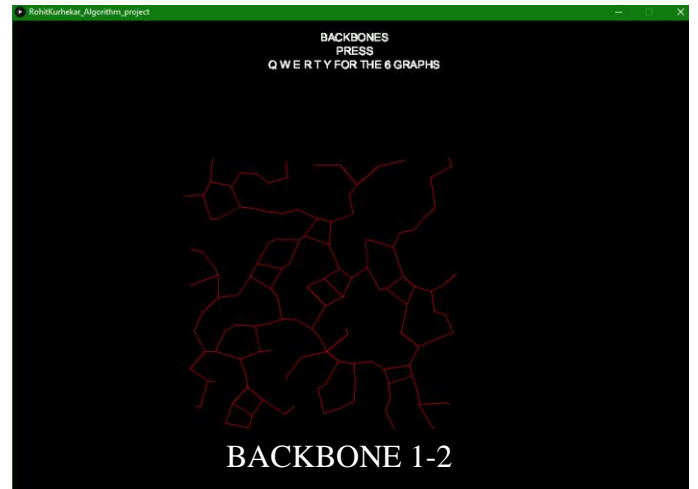 RohitKurhekar_Algorithm_project
BACKBONES
PRESS
Q W E R T Y FOR THE 6 GRAPHS
BACKBONE 1-2